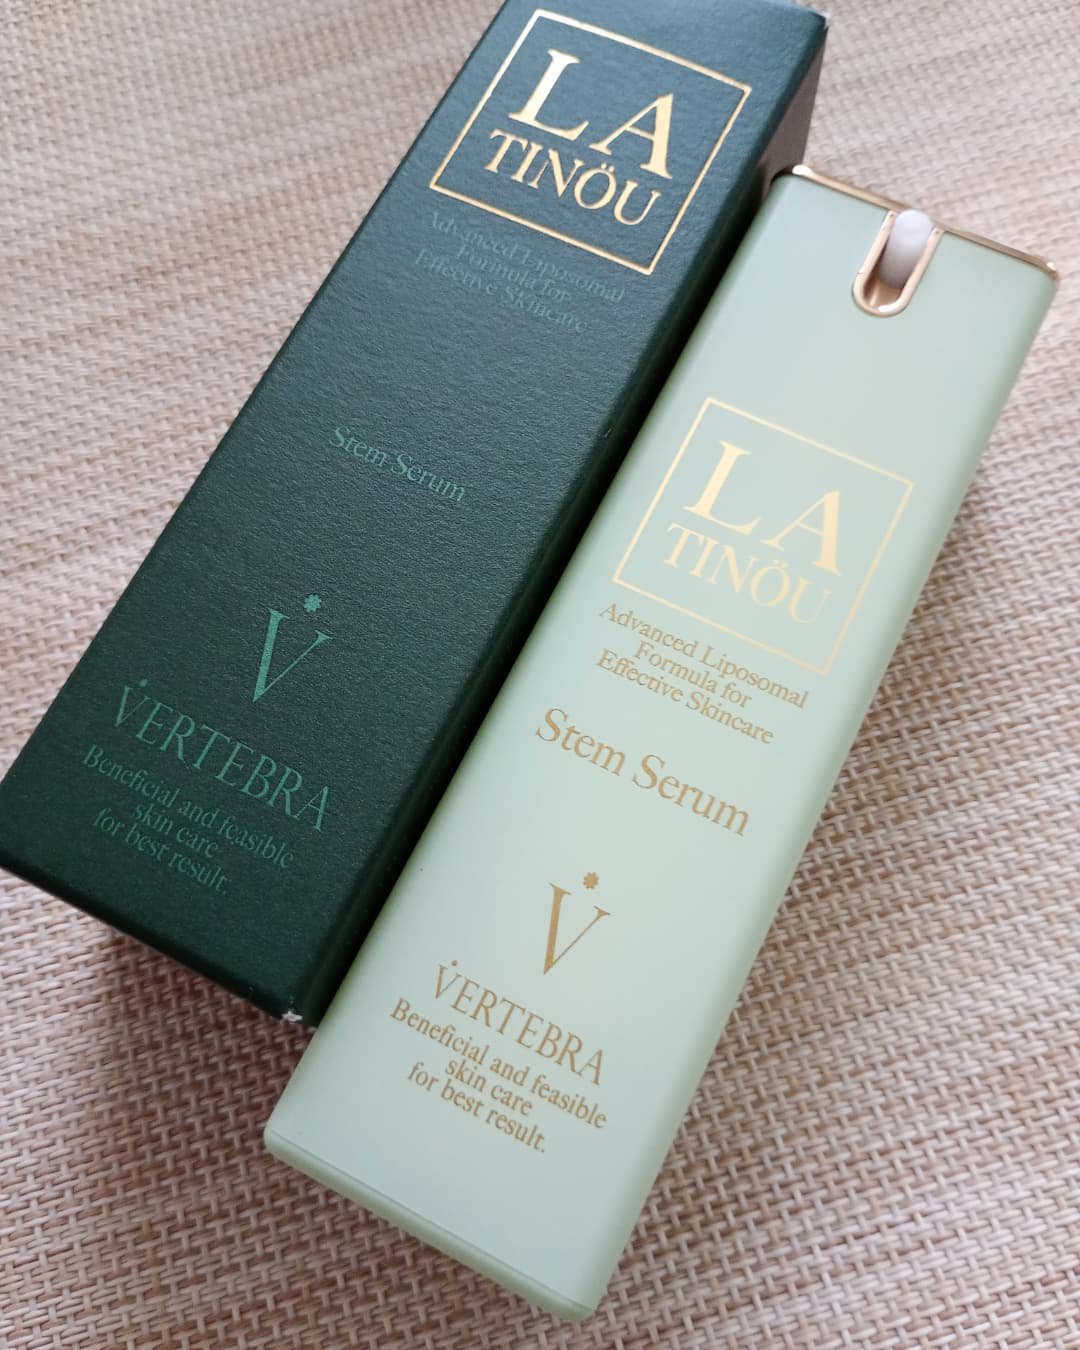 LA
TINÖU
Advanced Liposomal
Formula for
Effective Skincare
Stem Serum
V
VERTEBRA
Beneficial and feasible
skin care
for best result.
LA
TINÖU
Advanced Liposomal
Formula for
Effective Skincare
Stem Serum
V
VERTEBRA
Beneficial and feasible
skin care
for best result.